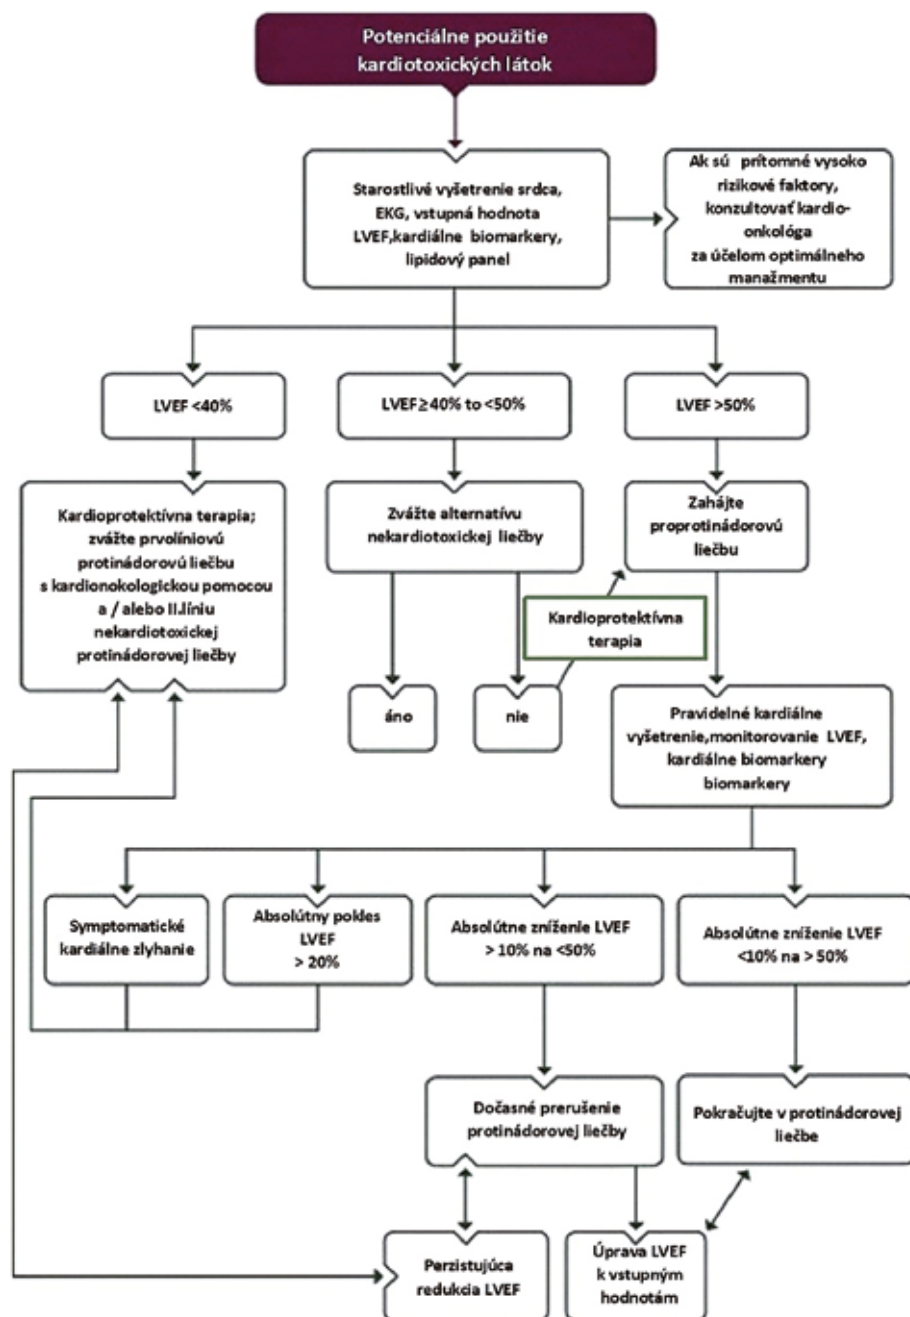 Potenciálne použitie
kardiotoxických látok
Starostlivé vyšetrenie srdca,
EKG, vstupná hodnota
LVEF,kardiálne biomarkery,
lipidový panel
Ak sú prítomné vysoko
rizikové faktory,
konzultovať kardio-
onkológa
za účelom optimálneho
manažmentu
LVEF <40%
LVEF≥40% to <50%
LVEF >50%
Kardioprotektívna terapia;
zvážte prvolíniovú
protinádorovú liečbu
s kardionokologickou pomocou
a / alebo II.líniu
nekardiotoxickej
protinádorovej liečby
Zvážte alternatívu
nekardiotoxickej liečby
Zahájte
proprotinádorovú
liečbu
Kardioprotektívna
terapia
áno
nie
Pravidelné kardiálne
vyšetrenie,monitorovanie LVEF,
kardiálne biomarkery
biomarkery
Symptomatické
kardiálne zlyhanie
Absolútny pokles
LVEF
> 20%
Absolútne zníženie LVEF
> 10% na <50%
Absolútne zníženie LVEF
<10% na > 50%
Dočasné prerušenie
protinádorovej liečby
Pokračujte v protinádorovej
liečbe
Perzistujúca
redukcia LVEF
Úprava LVEF
k vstupným
hodnotám